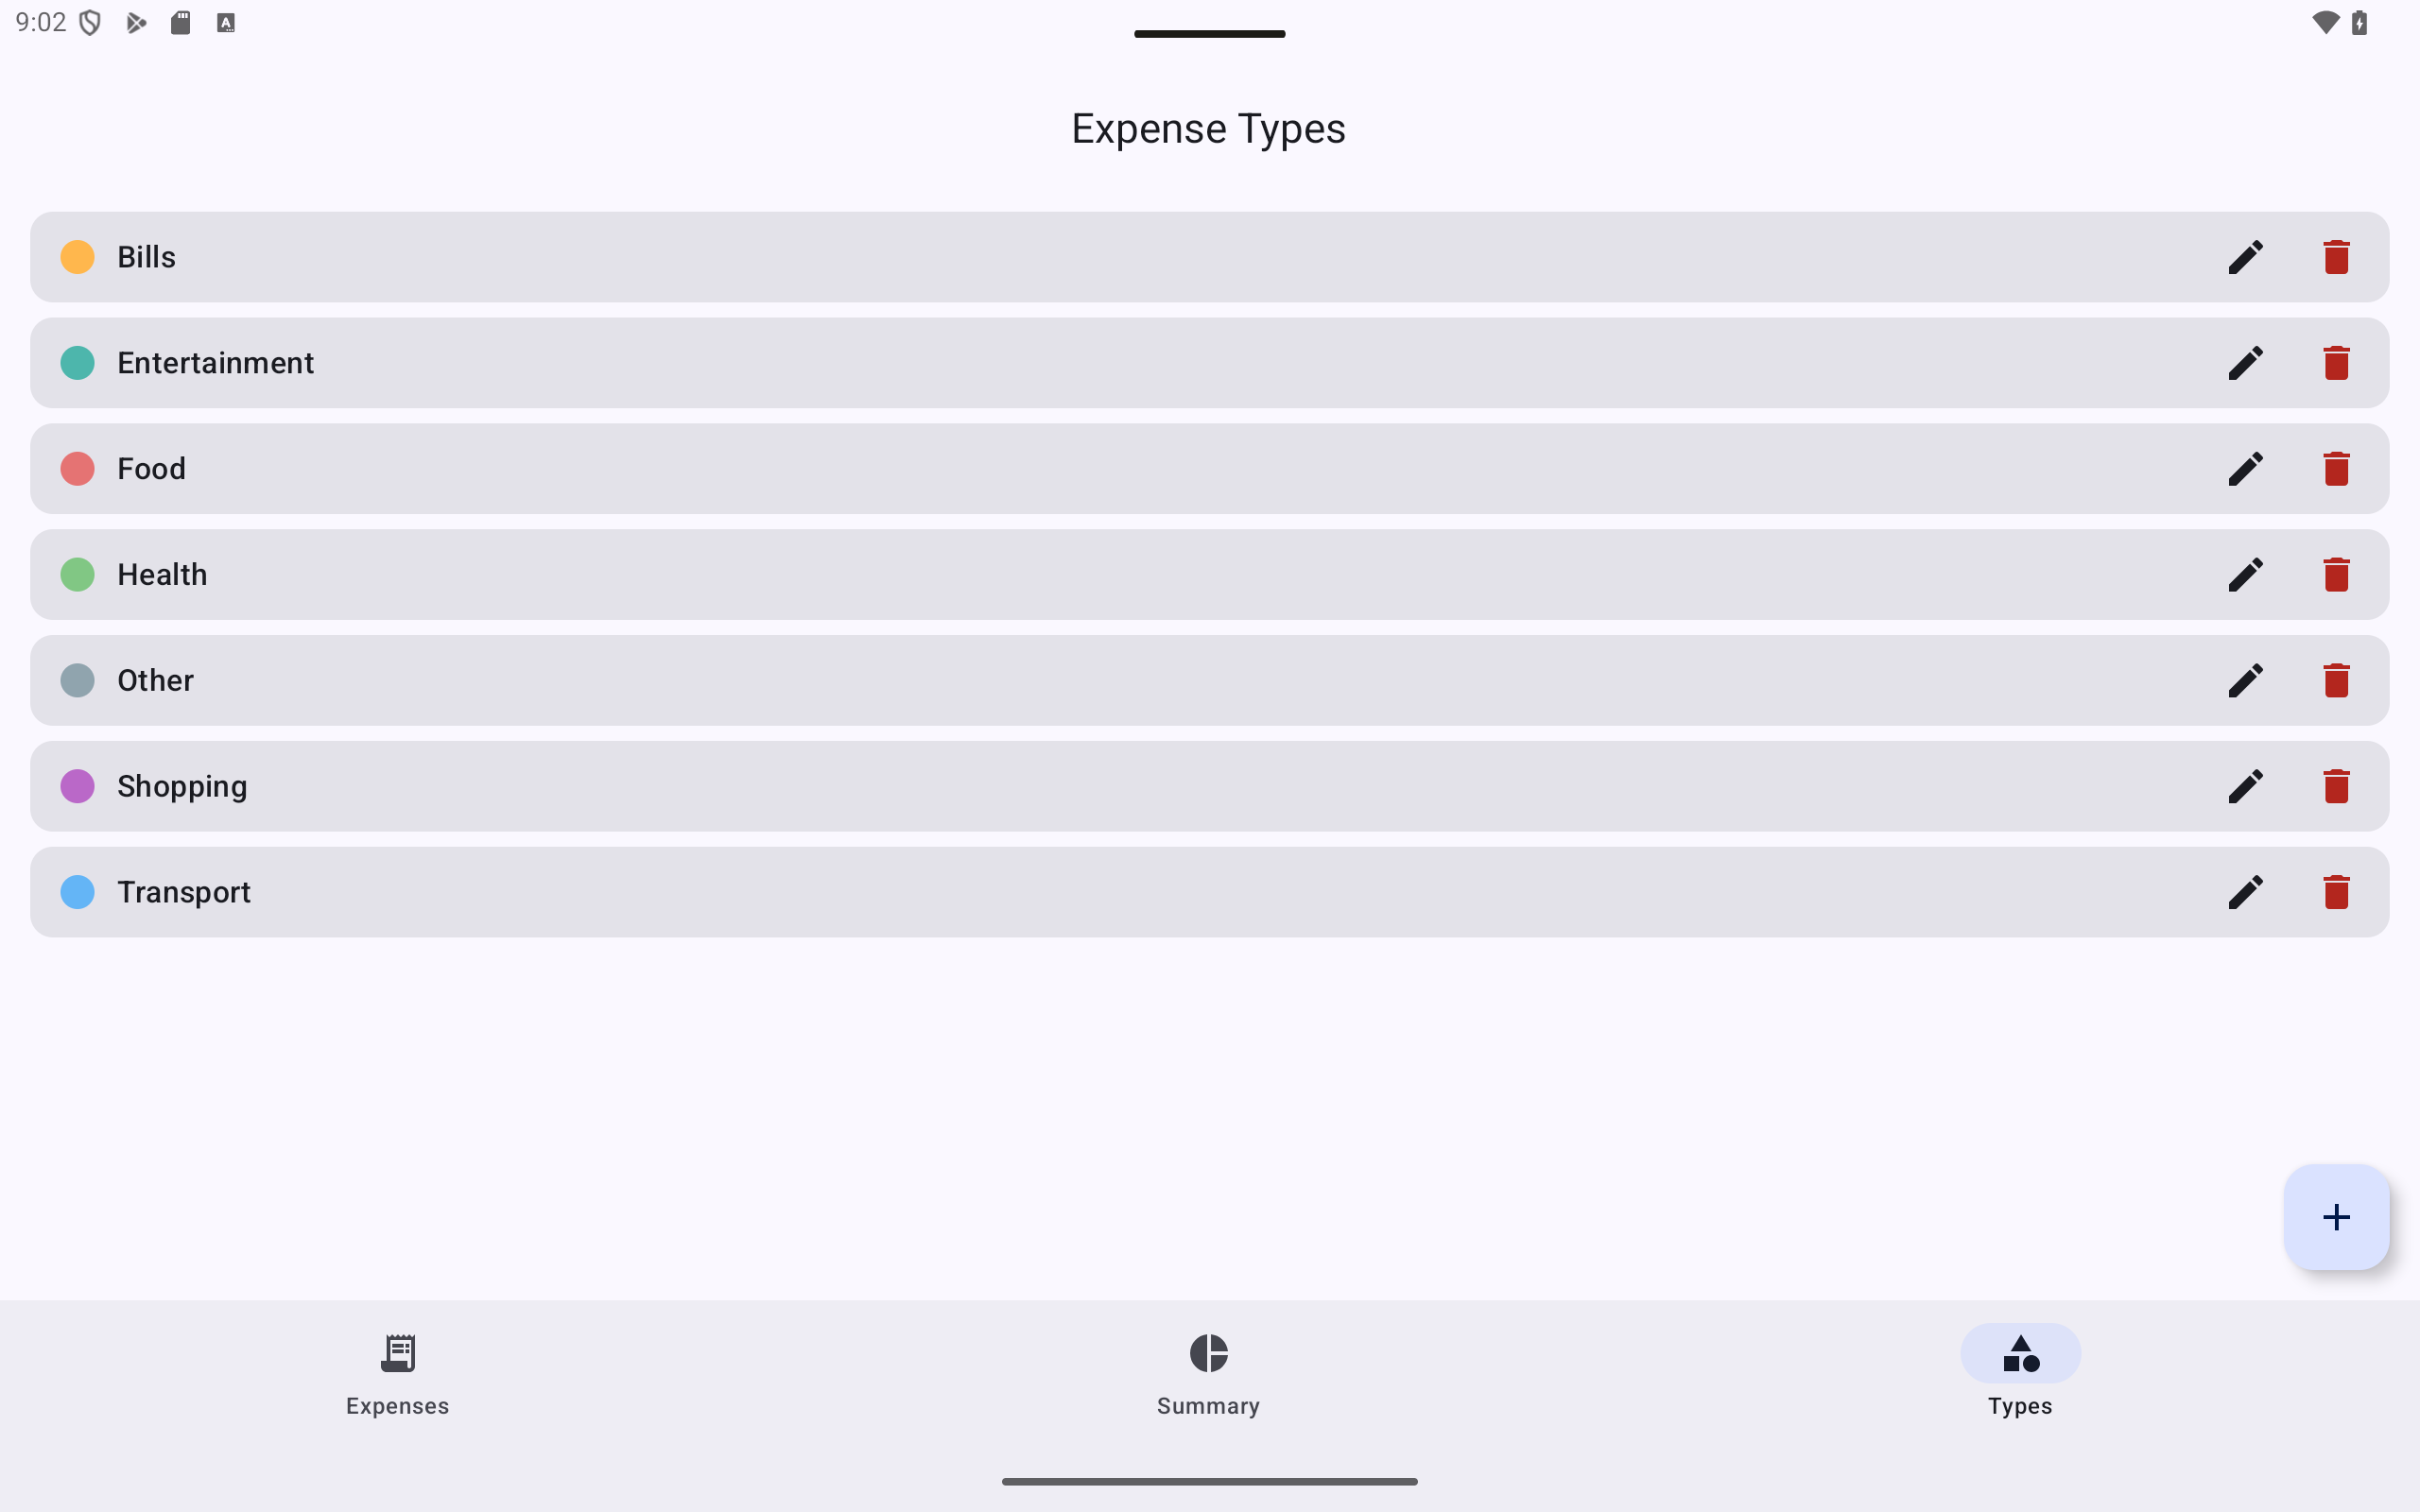 9:02
Expense Types
Bills
Entertainment
Food
Health
Other
Shopping
Transport
Expenses
Summary
Types